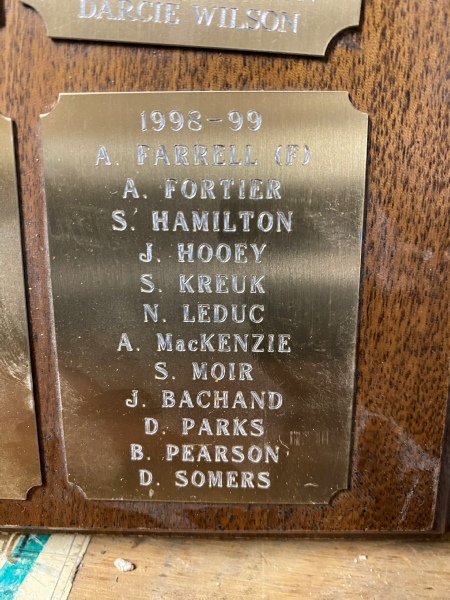 DARCIE WILSON
1998-99
A. FARRELL (F)
A. FORTIER
S. HAMILTON
J. HOOEY
S. KREUK
N. LEDUC
A. MacKENZIE
S. MOIR
J. BACHAND
D. PARKS
B. PEARSON
D. SOMERS